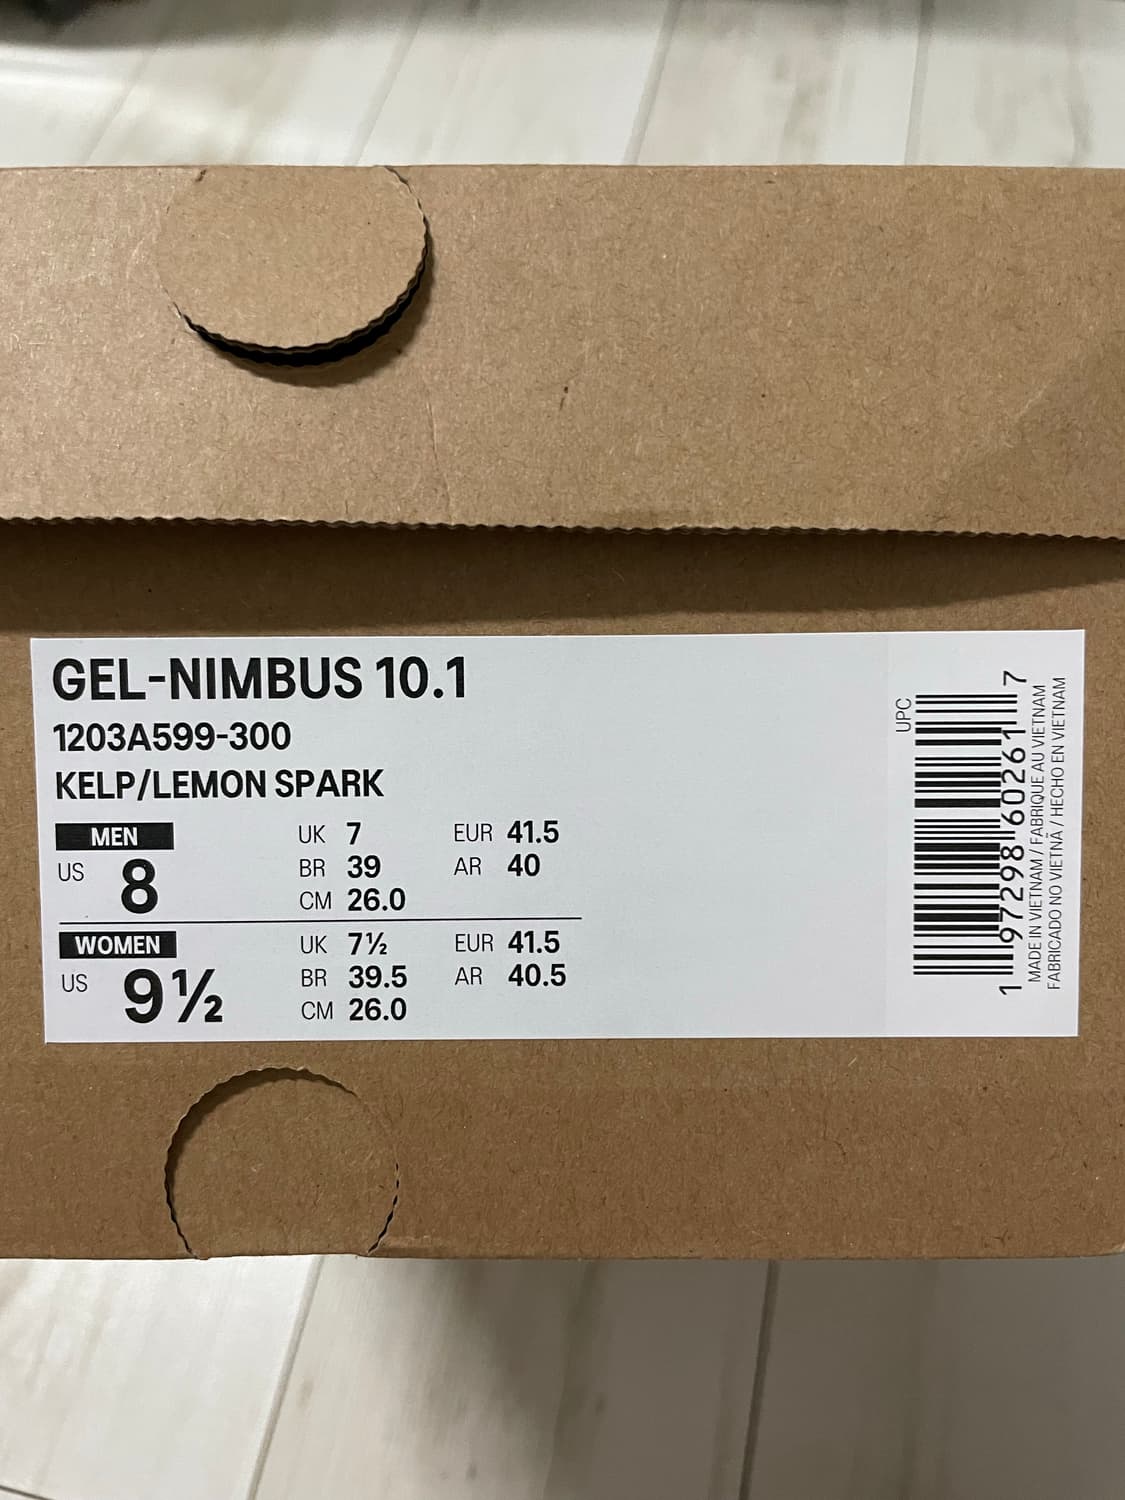 GEL-NIMBUS 10.1
1203A599-300
KELP/LEMON SPARK
MEN
US 8
UK 7 EUR 41.5
BR 39 AR 40
CM 26.0
WOMEN
US 9½
UK 7½ EUR 41.5
BR 39.5 AR 40.5
CM 26.0
UPC
1 97298 60261 7
MADE IN VIETNAM / FABRIQUE AU VIETNAM
FABRICADO NO VIETNÃ / HECHO EN VIETNAM